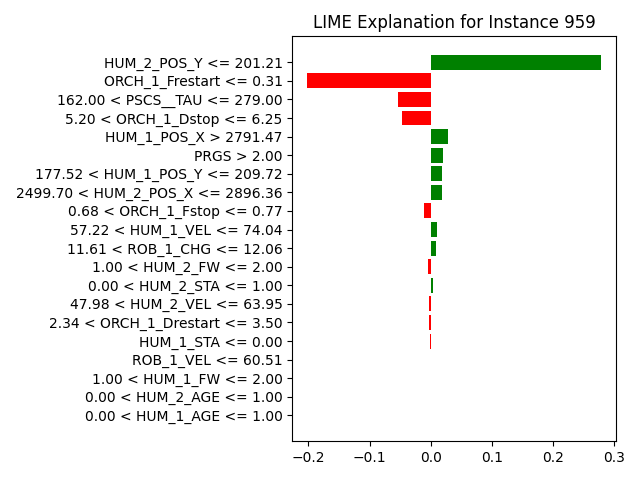 LIME Explanation for Instance 959
HUM_2_POS_Y <= 201.21
ORCH_1_Frestart <= 0.31
162.00 < PSCS__TAU <= 279.00
5.20 < ORCH_1_Dstop <= 6.25
HUM_1_POS_X > 2791.47
PRGS > 2.00
177.52 < HUM_1_POS_Y <= 209.72
2499.70 < HUM_2_POS_X <= 2896.36
0.68 < ORCH_1_Fstop <= 0.77
57.22 < HUM_1_VEL <= 74.04
11.61 < ROB_1_CHG <= 12.06
1.00 < HUM_2_FW <= 2.00
0.00 < HUM_2_STA <= 1.00
47.98 < HUM_2_VEL <= 63.95
2.34 < ORCH_1_Drestart <= 3.50
HUM_1_STA <= 0.00
ROB_1_VEL <= 60.51
1.00 < HUM_1_FW <= 2.00
0.00 < HUM_2_AGE <= 1.00
0.00 < HUM_1_AGE <= 1.00
−0.2 −0.1 0.0 0.1 0.2 0.3